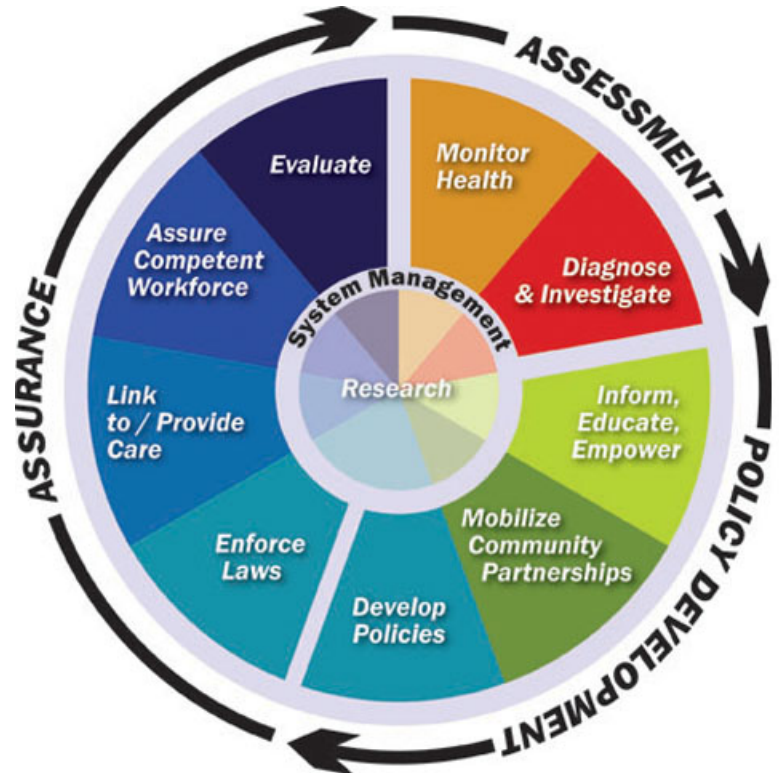 ASSESSMENT
POLICY DEVELOPMENT
ASSURANCE
Monitor
Health
Diagnose
& Investigate
Inform,
Educate,
Empower
Mobilize
Community
Partnerships
Develop
Policies
Enforce
Laws
Link
to / Provide
Care
Assure
Competent
Workforce
Evaluate
System Management
Research